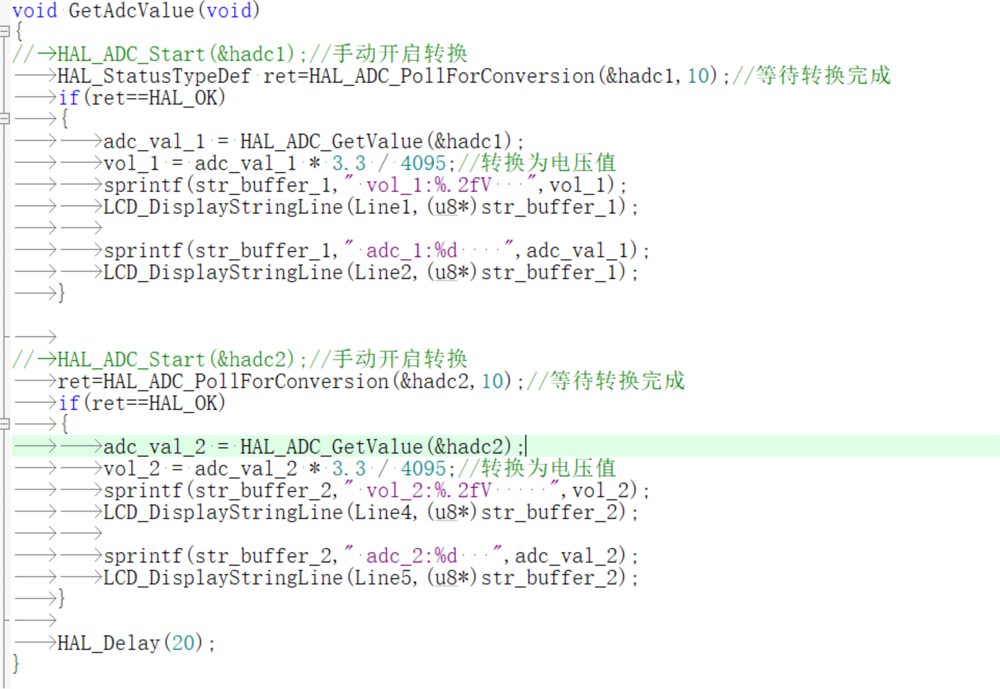 void GetAdcValue(void)
{
//	HAL_ADC_Start(&hadc1);//手动开启转换
	HAL_StatusTypeDef ret=HAL_ADC_PollForConversion(&hadc1,10);//等待转换完成
	if(ret==HAL_OK)
	{
		adc_val_1 = HAL_ADC_GetValue(&hadc1);
		vol_1 = adc_val_1 * 3.3 / 4095;//转换为电压值
		sprintf(str_buffer_1," vol_1:%.2fV   ",vol_1);
		LCD_DisplayStringLine(Line1,(u8*)str_buffer_1);
		sprintf(str_buffer_1," adc_1:%d    ",adc_val_1);
		LCD_DisplayStringLine(Line2,(u8*)str_buffer_1);
	}
//	HAL_ADC_Start(&hadc2);//手动开启转换
	ret=HAL_ADC_PollForConversion(&hadc2,10);//等待转换完成
	if(ret==HAL_OK)
	{
		adc_val_2 = HAL_ADC_GetValue(&hadc2);
		vol_2 = adc_val_2 * 3.3 / 4095;//转换为电压值
		sprintf(str_buffer_2," vol_2:%.2fV     ",vol_2);
		LCD_DisplayStringLine(Line4,(u8*)str_buffer_2);
		sprintf(str_buffer_2," adc_2:%d   ",adc_val_2);
		LCD_DisplayStringLine(Line5,(u8*)str_buffer_2);
	}
	HAL_Delay(20);
}